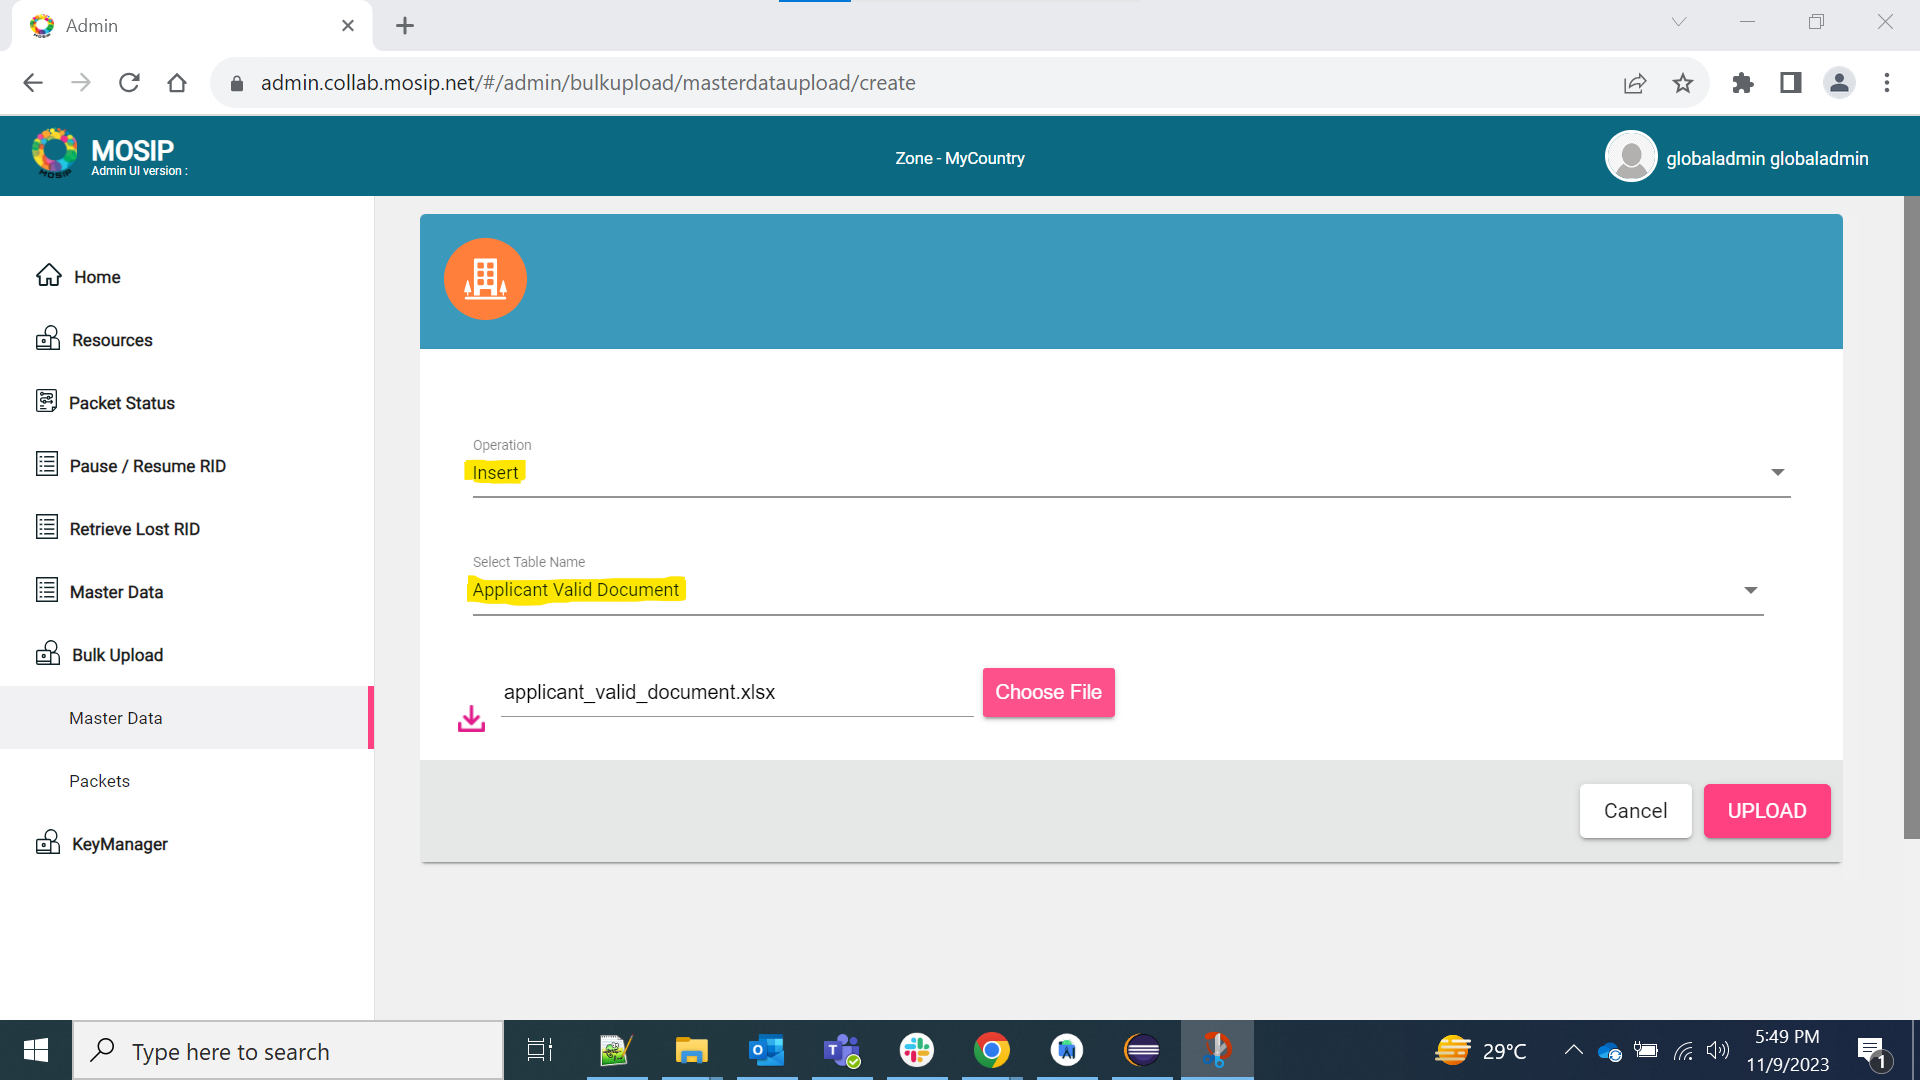 Admin
admin.collab.mosip.net/#/admin/bulkupload/masterdataupload/create
MOSIP
Admin UI version :
MOSIP
Zone - MyCountry
globaladmin globaladmin
Home
Resources
Packet Status
Pause / Resume RID
Retrieve Lost RID
Master Data
Bulk Upload
Master Data
Packets
KeyManager
Operation
Insert
Select Table Name
Applicant Valid Document
applicant_valid_document.xlsx
Choose File
Cancel
UPLOAD
Type here to search
29°C
5:49 PM
11/9/2023
1